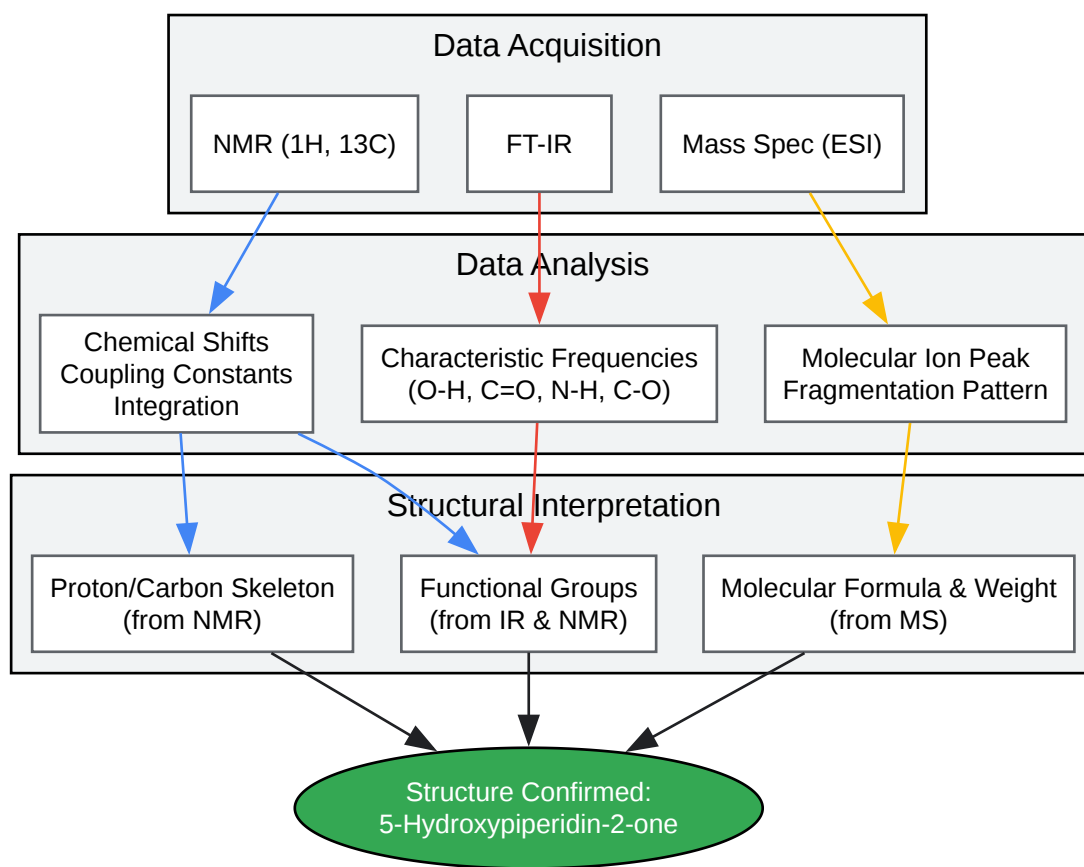 Data Acquisition
NMR (1H, 13C)
FT-IR
Mass Spec (ESI)
Data Analysis
Chemical Shifts
Coupling Constants
Integration
Characteristic Frequencies
(O-H, C=O, N-H, C-O)
Molecular Ion Peak
Fragmentation Pattern
Structural Interpretation
Proton/Carbon Skeleton
(from NMR)
Functional Groups
(from IR & NMR)
Molecular Formula & Weight
(from MS)
Structure Confirmed:
5-Hydroxypiperidin-2-one